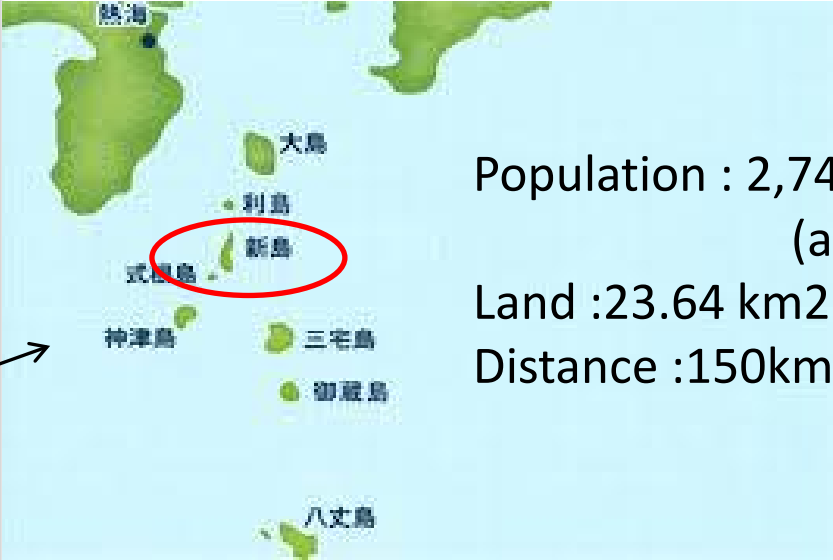 熱海
大島
利島
新島
式根島
神津島
三宅島
御蔵島
八丈島
Population : 2,74
(a
Land :23.64 km2
Distance :150km